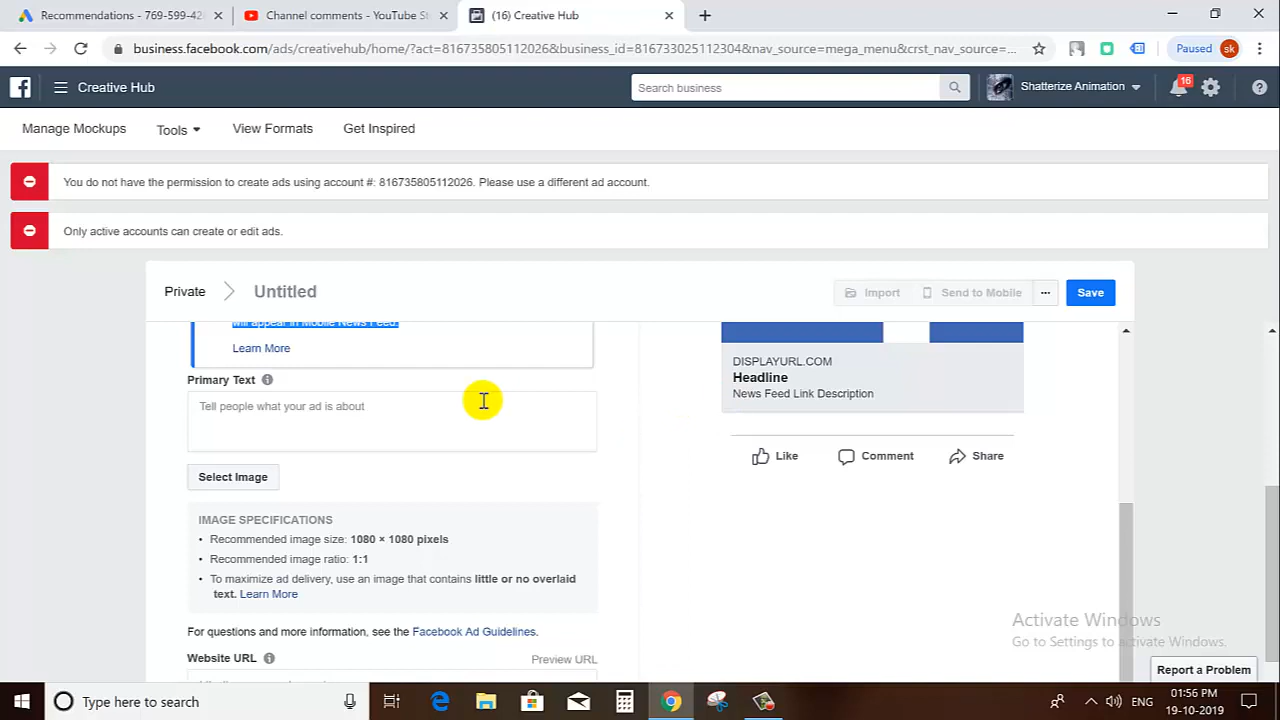 Recommendations - 769-599-42
Channel comments - YouTube St
(16) Creative Hub
business.facebook.com/ads/creativehub/home/?act=816735805112026&business_id=816733025112304&nav_source=mega_menu&crst_nav_source=...
Paused
sk
Creative Hub
Search business
Shatterize Animation
16
Manage Mockups
Tools
View Formats
Get Inspired
You do not have the permission to create ads using account #: 816735805112026. Please use a different ad account.
Only active accounts can create or edit ads.
Private
Untitled
Import
Send to Mobile
...
Save
will appear in Mobile News Feed.
Learn More
Primary Text
Tell people what your ad is about
Select Image
IMAGE SPECIFICATIONS
• Recommended image size: 1080 × 1080 pixels
• Recommended image ratio: 1:1
• To maximize ad delivery, use an image that contains little or no overlaid
text. Learn More
For questions and more information, see the Facebook Ad Guidelines.
Website URL
Preview URL
DISPLAYURL.COM
Headline
News Feed Link Description
Like
Comment
Share
Activate Windows
Go to Settings to activate Windows.
Report a Problem
Type here to search
ENG
01:56 PM
19-10-2019